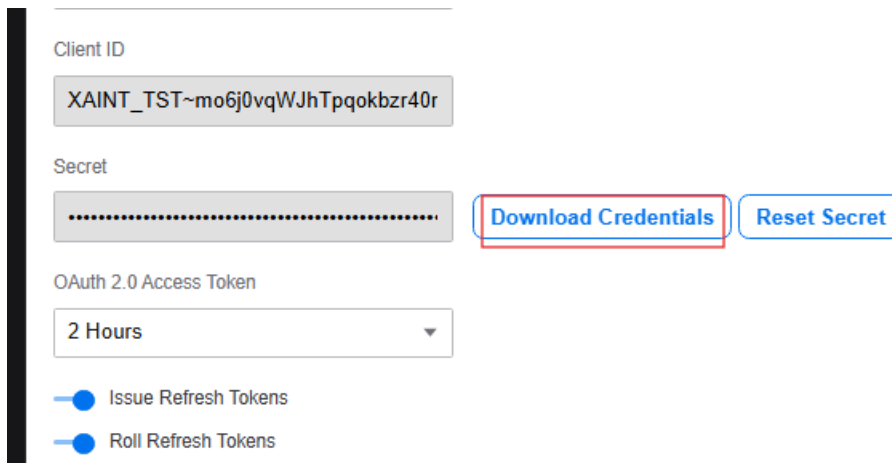 Client ID
XAINT_TST~mo6j0vqWJhTpqokbzr40r
Secret
Download Credentials
Reset Secret
OAuth 2.0 Access Token
2 Hours
Issue Refresh Tokens
Roll Refresh Tokens